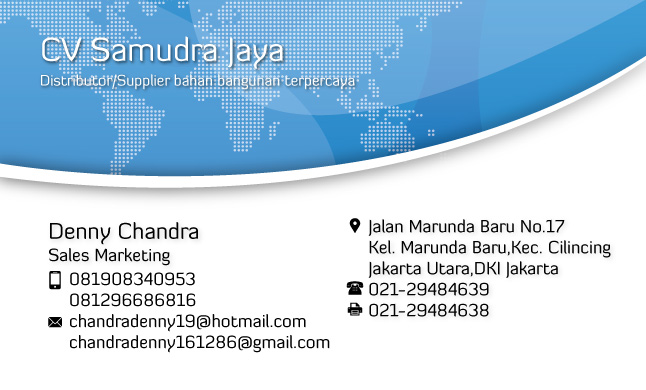 CV Samudra Jaya
Distributor/Supplier bahan bangunan terpercaya
Denny Chandra
Sales Marketing
081908340953
081296686816
chandradenny19@hotmail.com
chandradenny161286@gmail.com
Jalan Marunda Baru No.17
Kel. Marunda Baru,Kec. Cilincing
Jakarta Utara,DKI Jakarta
021-29484639
021-29484638